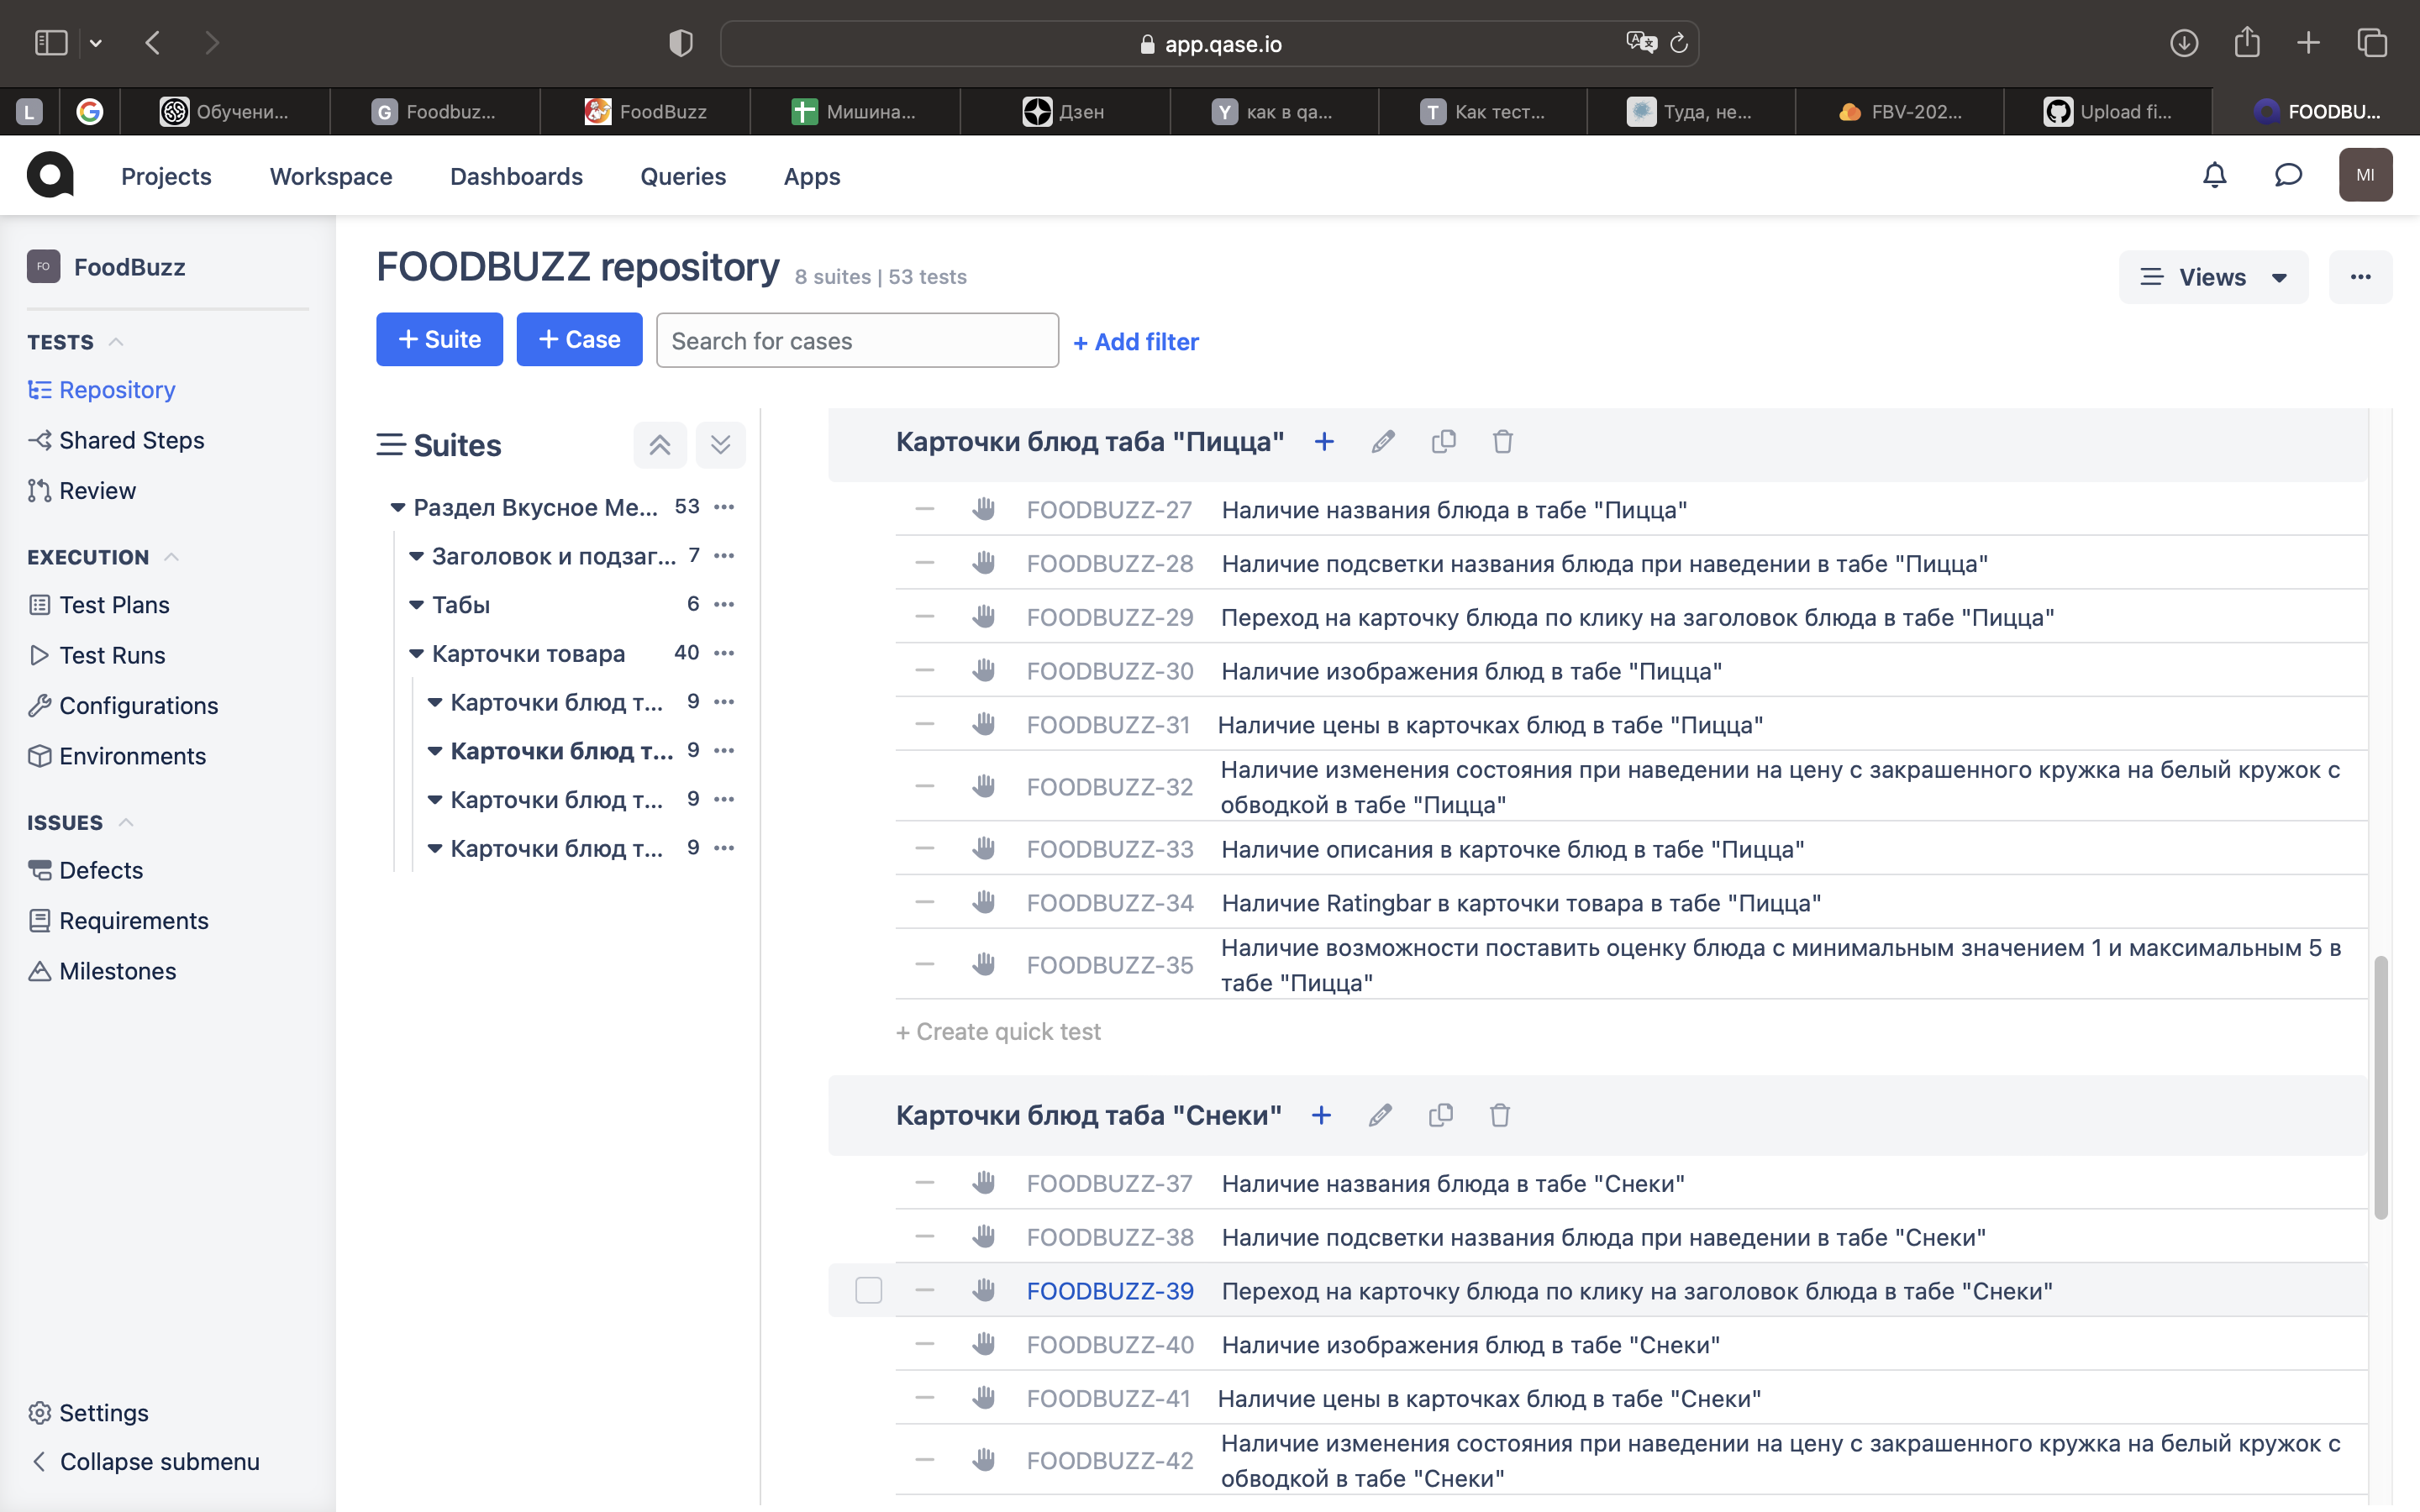 app.qase.io
L
Обучени...
G Foodbuz...
FoodBuzz
Мишина...
Дзен
Y как в qa...
T Как тест...
Туда, не...
FBV-202...
Upload fi...
FOODBU...
Projects
Workspace
Dashboards
Queries
Apps
MI
FO FoodBuzz
TESTS
Repository
Shared Steps
Review
EXECUTION
Test Plans
Test Runs
Configurations
Environments
ISSUES
Defects
Requirements
Milestones
Settings
Collapse submenu
FOODBUZZ repository 8 suites | 53 tests
Views
+ Suite
+ Case
Search for cases
+ Add filter
Suites
Раздел Вкусное Ме... 53
Заголовок и подзаг... 7
Табы 6
Карточки товара 40
Карточки блюд т... 9
Карточки блюд т... 9
Карточки блюд т... 9
Карточки блюд т... 9
Карточки блюд таба "Пицца"
FOODBUZZ-27 Наличие названия блюда в табе "Пицца"
FOODBUZZ-28 Наличие подсветки названия блюда при наведении в табе "Пицца"
FOODBUZZ-29 Переход на карточку блюда по клику на заголовок блюда в табе "Пицца"
FOODBUZZ-30 Наличие изображения блюд в табе "Пицца"
FOODBUZZ-31 Наличие цены в карточках блюд в табе "Пицца"
FOODBUZZ-32 Наличие изменения состояния при наведении на цену с закрашенного кружка на белый кружок с
обводкой в табе "Пицца"
FOODBUZZ-33 Наличие описания в карточке блюд в табе "Пицца"
FOODBUZZ-34 Наличие Ratingbar в карточки товара в табе "Пицца"
FOODBUZZ-35 Наличие возможности поставить оценку блюда с минимальным значением 1 и максимальным 5 в
табе "Пицца"
+ Create quick test
Карточки блюд таба "Снеки"
FOODBUZZ-37 Наличие названия блюда в табе "Снеки"
FOODBUZZ-38 Наличие подсветки названия блюда при наведении в табе "Снеки"
FOODBUZZ-39 Переход на карточку блюда по клику на заголовок блюда в табе "Снеки"
FOODBUZZ-40 Наличие изображения блюд в табе "Снеки"
FOODBUZZ-41 Наличие цены в карточках блюд в табе "Снеки"
FOODBUZZ-42 Наличие изменения состояния при наведении на цену с закрашенного кружка на белый кружок с
обводкой в табе "Снеки"